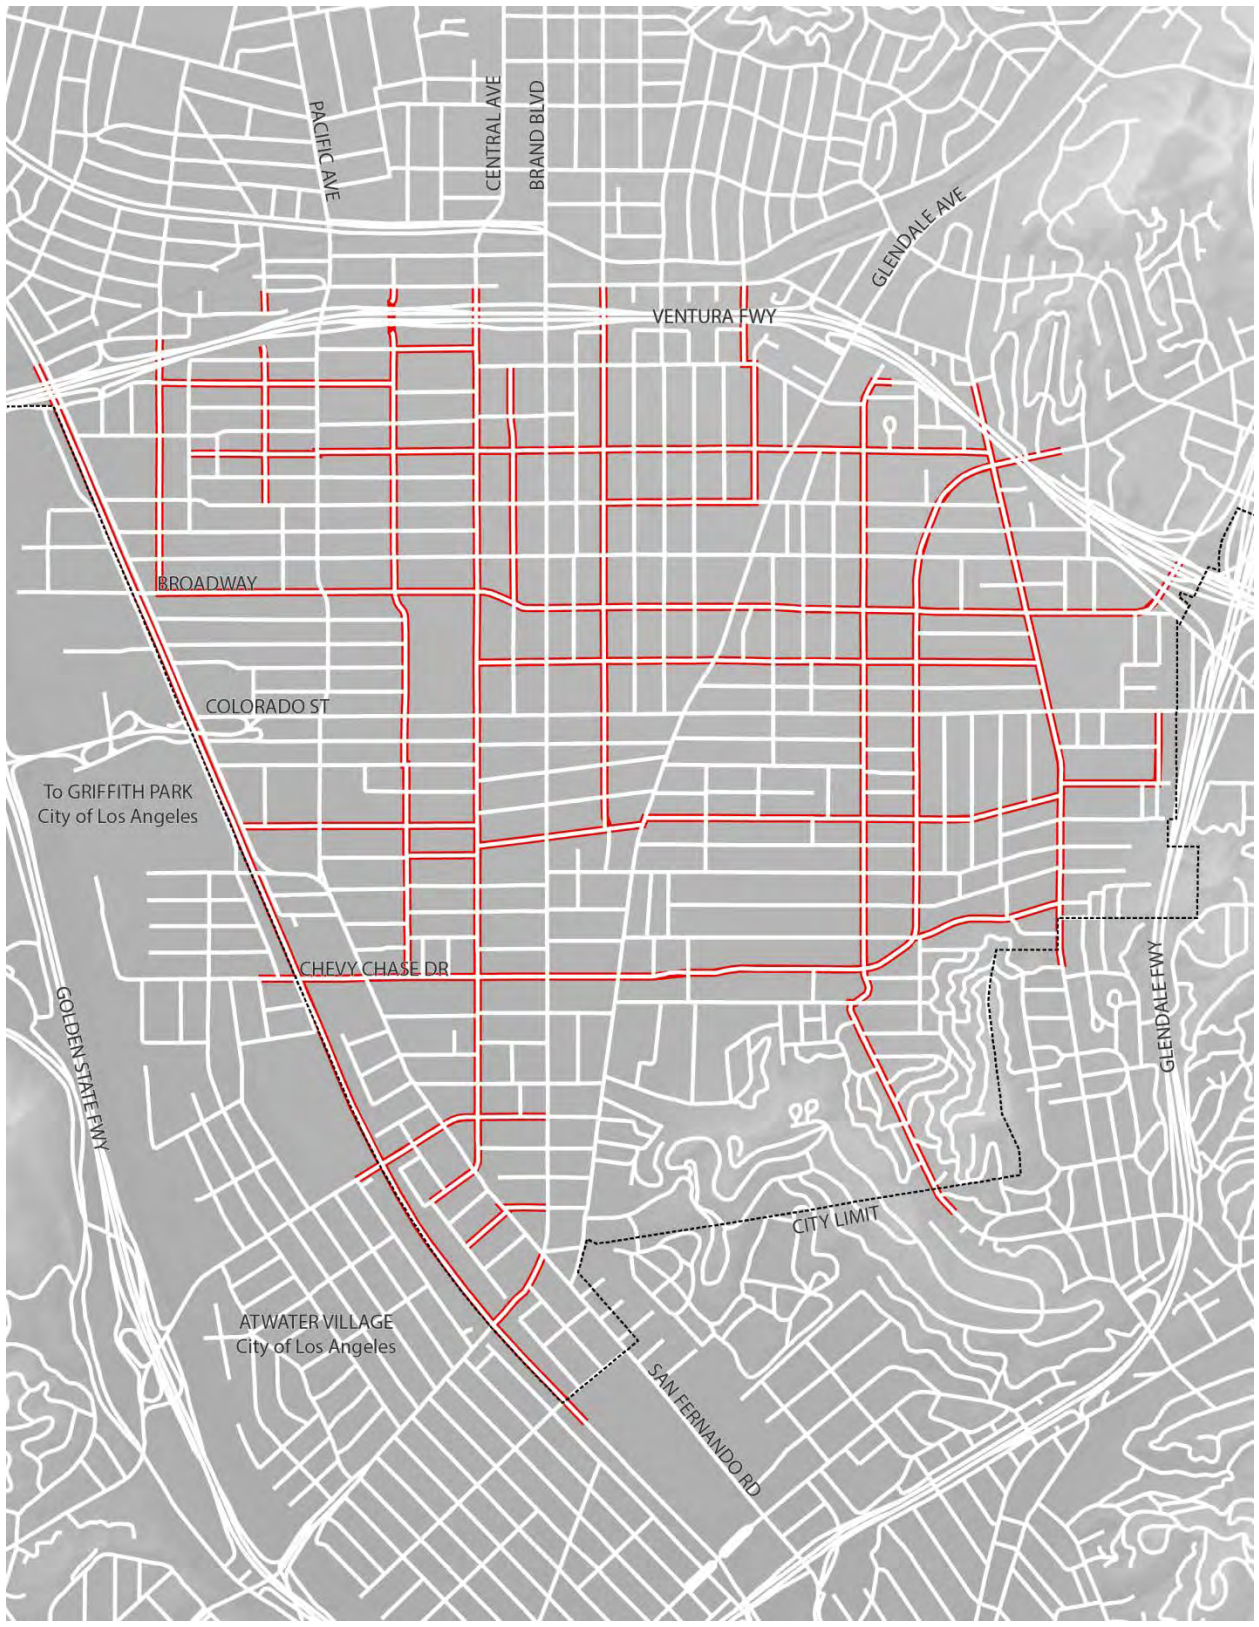 PACIFIC AVE
CENTRAL AVE
BRAND BLVD
GLENDALE AVE
VENTURA FWY
BROADWAY
COLORADO ST
To GRIFFITH PARK
City of Los Angeles
CHEVY CHASE DR
GOLDEN STATE FWY
GLENDALE FWY
CITY LIMIT
ATWATER VILLAGE
City of Los Angeles
SAN FERNANDO RD